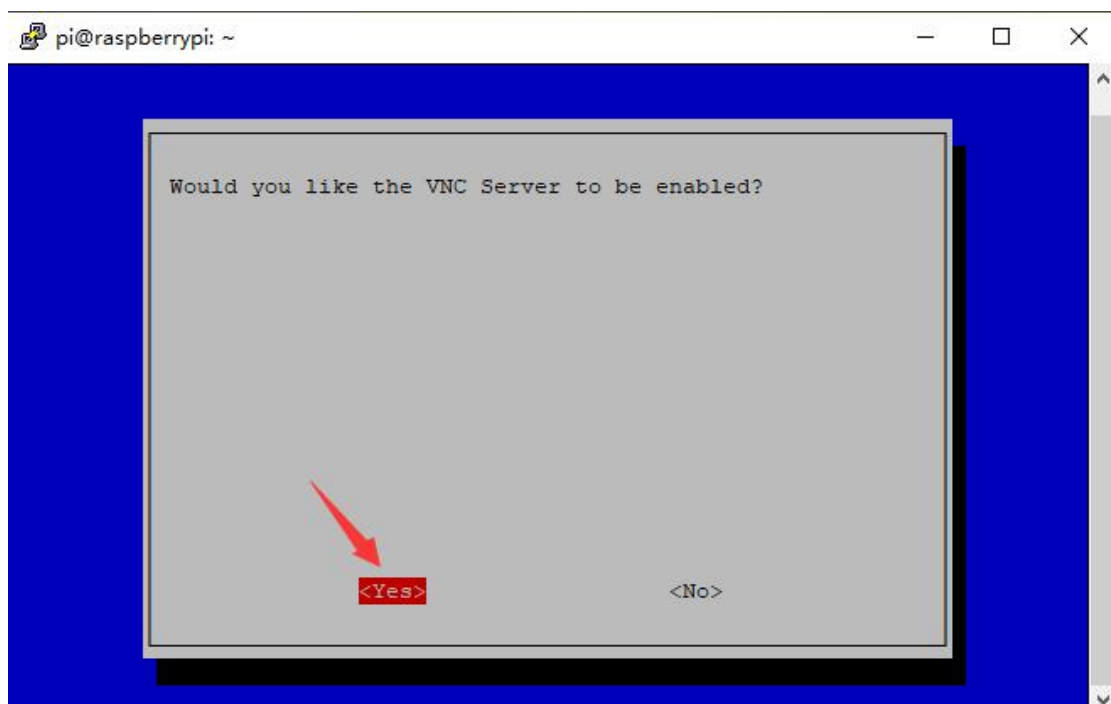 pi@raspberrypi: ~
Would you like the VNC Server to be enabled?
<Yes> <No>